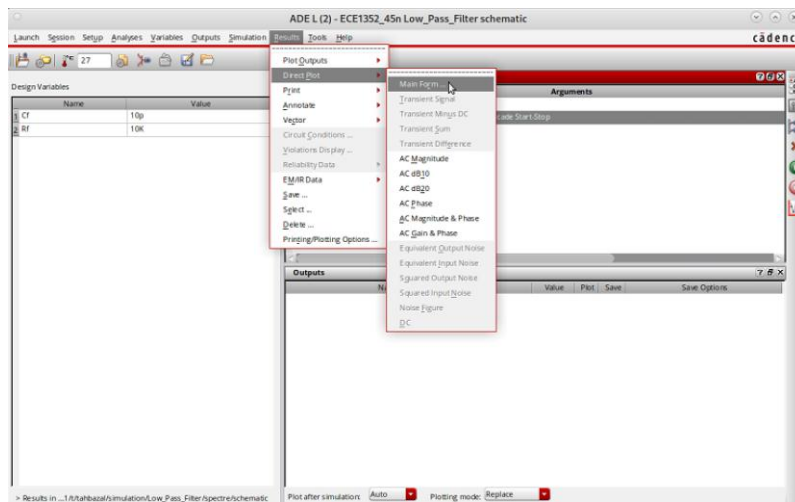 ADE L (2) - ECE1352_45n Low_Pass_Filter schematic
Launch Session Setup Analyses Variables Outputs Simulation Results Tools Help
cādenc
27
Design Variables
Name Value
1 Cf 10p
2 Rf 10K
Plot Outputs
Direct Plot
Print
Annotate
Vector
Circuit Conditions ...
Violations Display ...
Reliability Data
EM/IR Data
Save ...
Select ...
Delete ...
Printing/Plotting Options ...
Main Form ...
Transient Signal
Transient Minus DC
Transient Sum
Transient Difference
AC Magnitude
AC dB10
AC dB20
AC Phase
AC Magnitude & Phase
AC Gain & Phase
Equivalent Output Noise
Equivalent Input Noise
Squared Output Noise
Squared Input Noise
Noise Figure
DC
Arguments
cade Start-Stop
Outputs
Na Value Plot Save Save Options
> Results in ...1/t/tahbazal/simulation/Low_Pass_Filter/spectre/schematic
Plot after simulation: Auto Plotting mode: Replace